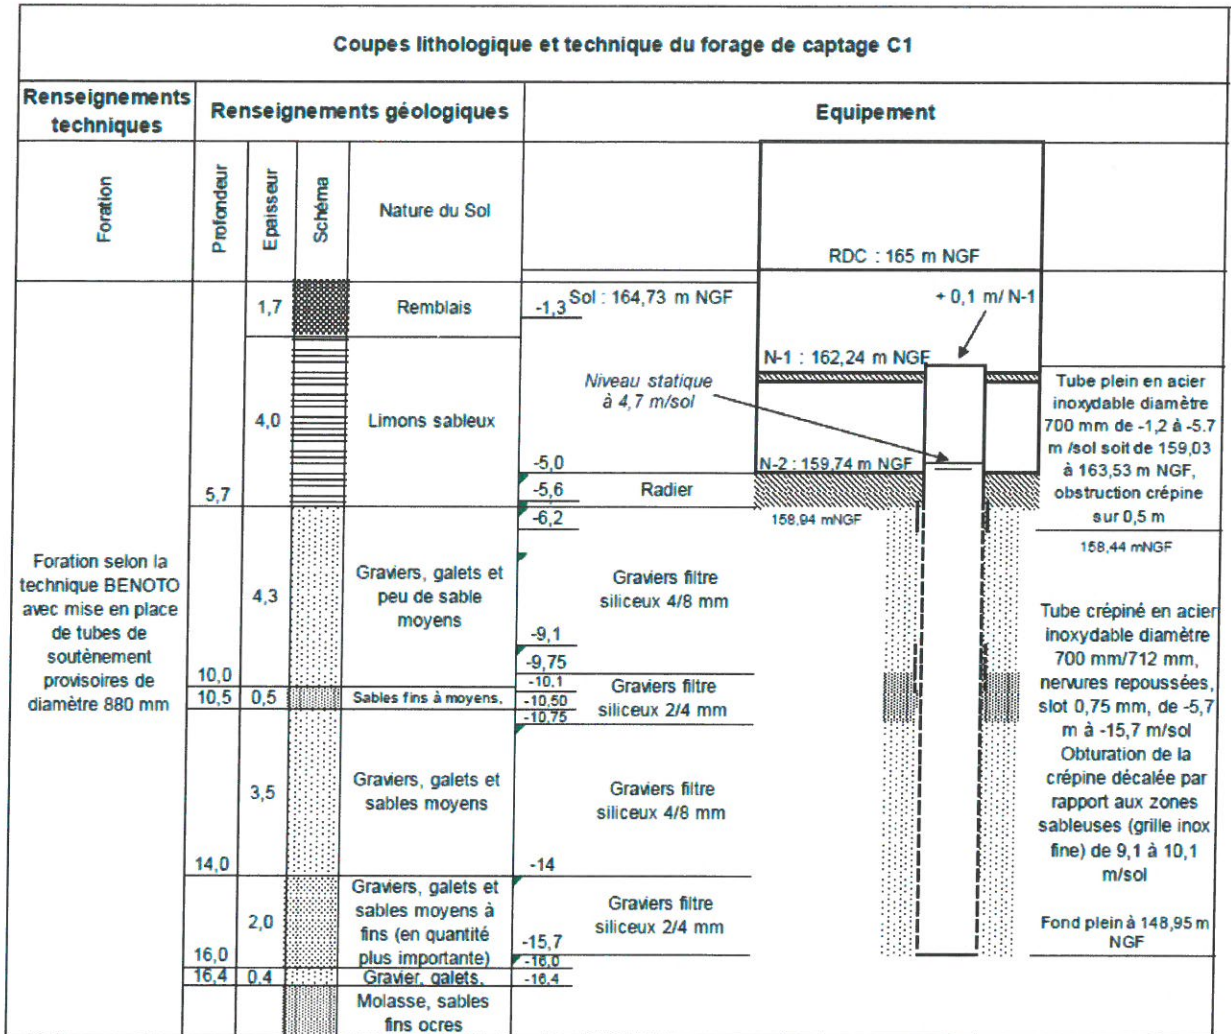 Coupes lithologique et technique du forage de captage C1
Renseignements
techniques
Renseignements géologiques
Equipement
Foration
Profondeur
Epaisseur
Schéma
Nature du Sol
RDC : 165 m NGF
1,7
Remblais
-1,3
Sol : 164,73 m NGF
+ 0,1 m/ N-1
N-1 : 162,24 m NGF
Niveau statique
à 4,7 m/sol
4,0
Limons sableux
Tube plein en acier
inoxydable diamètre
700 mm de -1,2 à -5.7
m /sol soit de 159,03
à 163,53 m NGF,
obstruction crépine
sur 0,5 m
-5,0
N-2 : 159,74 m NGF
5,7
-5,6
Radier
-6,2
158,94 mNGF
158,44 mNGF
Foration selon la
technique BENOTO
avec mise en place
de tubes de
soutènement
provisoires de
diamètre 880 mm
4,3
Graviers, galets et
peu de sable
moyens
Graviers filtre
siliceux 4/8 mm
-9,1
-9,75
10,0
-10,1
10,5
0,5
Sables fins à moyens,
-10,50
-10,75
Graviers filtre
siliceux 2/4 mm
Tube crépiné en acier
inoxydable diamètre
700 mm/712 mm,
nervures repoussées,
slot 0,75 mm, de -5,7
m à -15,7 m/sol
Obturation de la
crépine décalée par
rapport aux zones
sableuses (grille inox
fine) de 9,1 à 10,1
m/sol
3,5
Graviers, galets et
sables moyens
Graviers filtre
siliceux 4/8 mm
14,0
-14
2,0
Graviers, galets et
sables moyens à
fins (en quantité
plus importante)
Graviers filtre
siliceux 2/4 mm
-15,7
Fond plein à 148,95 m
NGF
16,0
-16,0
16,4
0,4
Gravier, galets,
-16,4
Molasse, sables
fins ocres